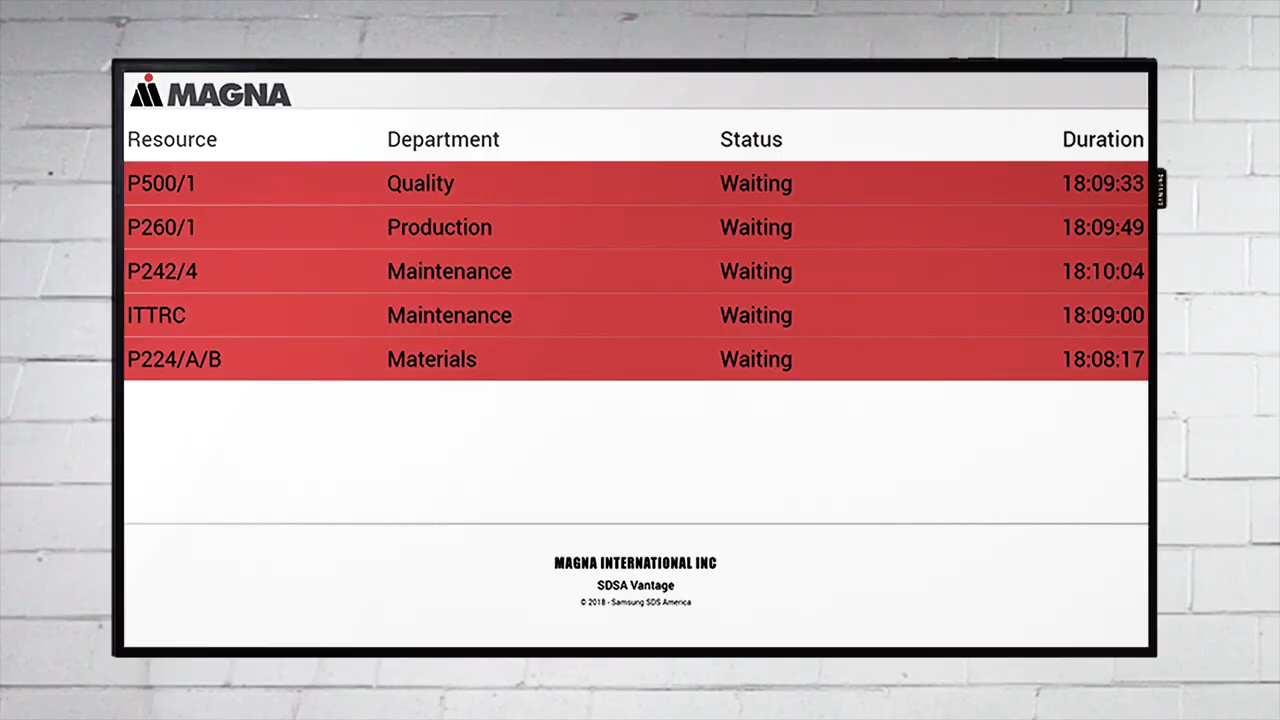 MAGNA
Resource Department Status Duration
P500/1 Quality Waiting 18:09:33
P260/1 Production Waiting 18:09:49
P242/4 Maintenance Waiting 18:10:04
ITTRC Maintenance Waiting 18:09:00
P224/A/B Materials Waiting 18:08:17
MAGNA INTERNATIONAL INC
SDSA Vantage
© 2018 - Samsung SDS America